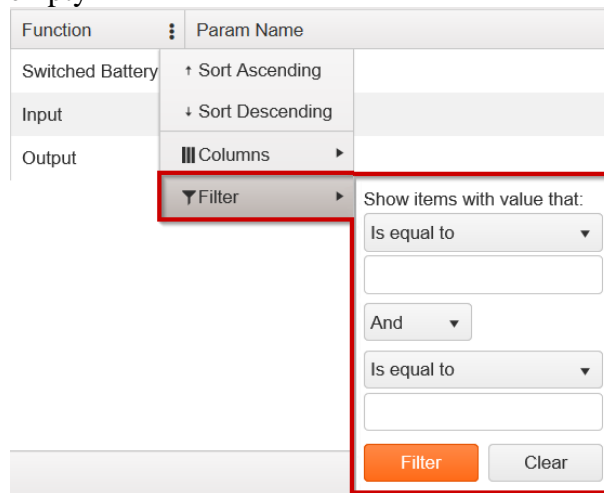 Function Param Name
Switched Battery
Input
Output
Sort Ascending
Sort Descending
Columns
Filter
Show items with value that:
Is equal to
And
Is equal to
Filter Clear